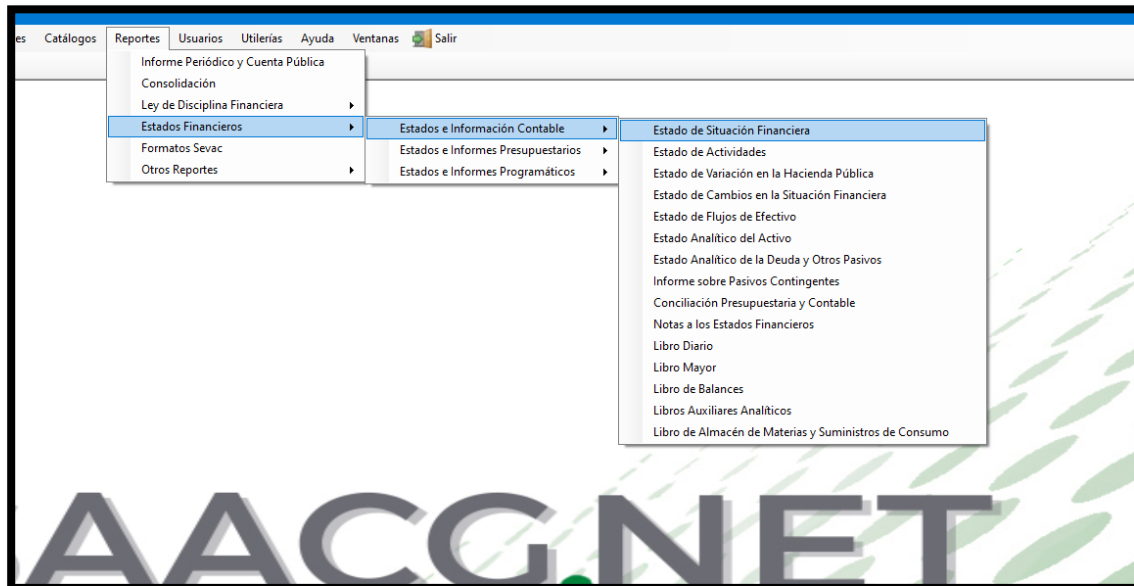 es Catálogos Reportes Usuarios Utilerías Ayuda Ventanas Salir
Informe Periódico y Cuenta Pública
Consolidación
Ley de Disciplina Financiera
Estados Financieros
Formatos Sevac
Otros Reportes
Estados e Información Contable
Estados e Informes Presupuestarios
Estados e Informes Programáticos
Estado de Situación Financiera
Estado de Actividades
Estado de Variación en la Hacienda Pública
Estado de Cambios en la Situación Financiera
Estado de Flujos de Efectivo
Estado Analítico del Activo
Estado Analítico de la Deuda y Otros Pasivos
Informe sobre Pasivos Contingentes
Conciliación Presupuestaria y Contable
Notas a los Estados Financieros
Libro Diario
Libro Mayor
Libro de Balances
Libros Auxiliares Analíticos
Libro de Almacén de Materias y Suministros de Consumo
SAACG.NET